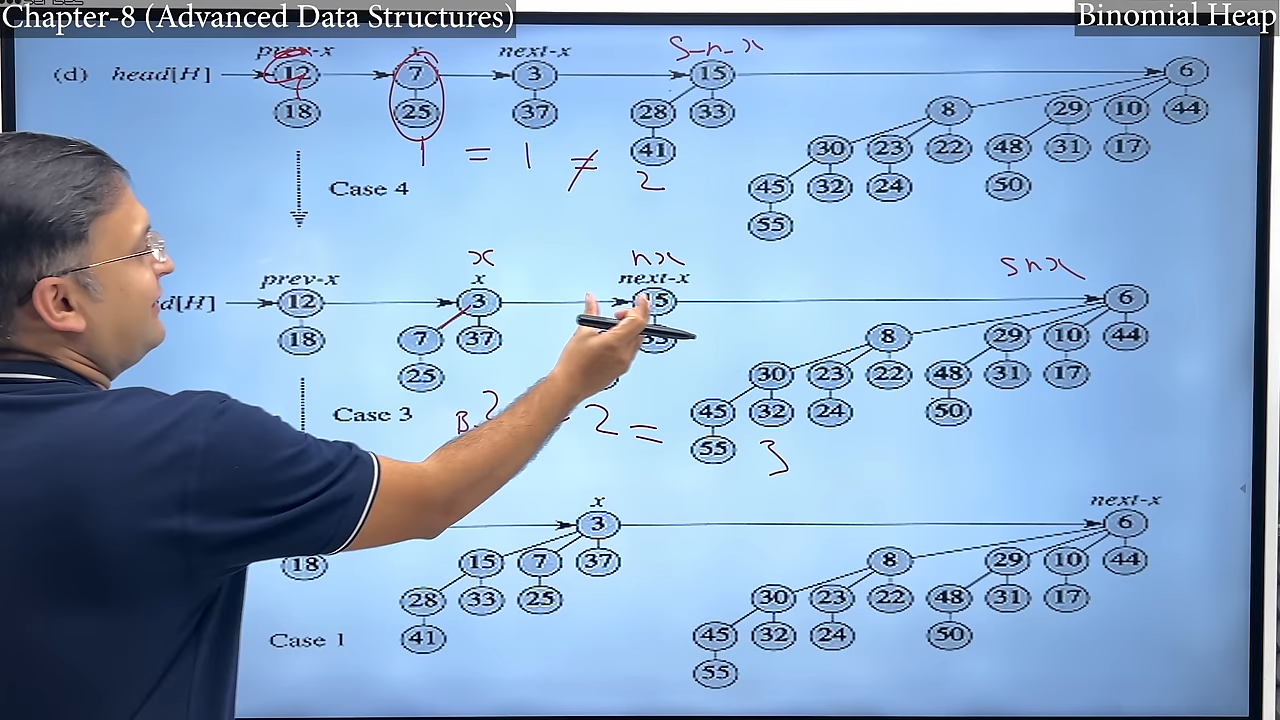 Chapter-8 (Advanced Data Structures)
Binomial Heap
prev-x x next-x S-n-x
(d) head[H] 12 7 3 15 6
18 25 37 28 33 8 29 10 44
1 = 1 ≠ 41 30 23 22 48 31 17
Case 4 2 45 32 24 50
55
x nx snx
prev-x x next-x
d[H] 12 3 15 6
18 7 37 33 8 29 10 44
25 30 23 22 48 31 17
Case 3 2 2 = 45 32 24 50
55 3
x next-x
3 6
18 15 7 37 8 29 10 44
28 33 25 30 23 22 48 31 17
Case 1 41 45 32 24 50
55